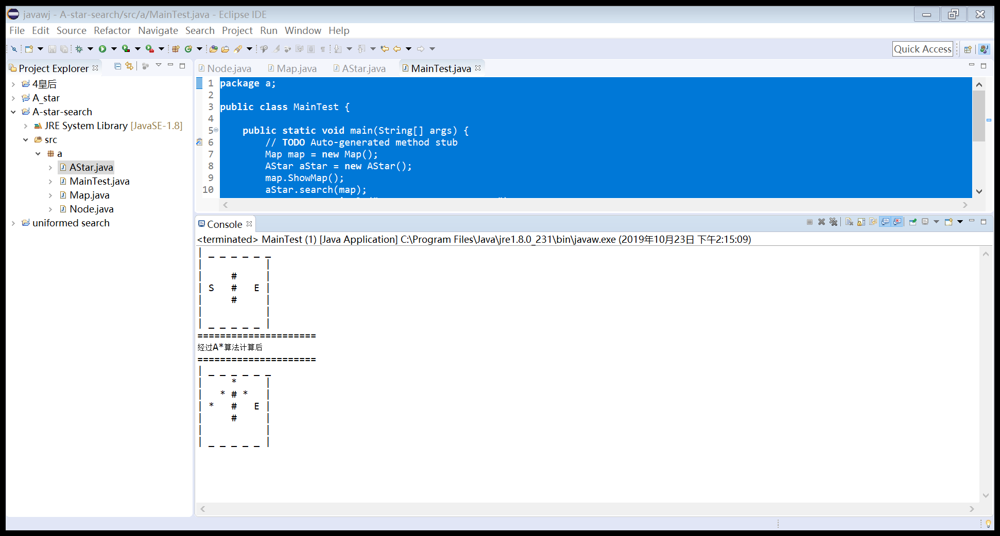 javawj - A-star-search/src/a/MainTest.java - Eclipse IDE
File Edit Source Refactor Navigate Search Project Run Window Help
Quick Access
Project Explorer
4皇后
A_star
A-star-search
JRE System Library [JavaSE-1.8]
src
a
AStar.java
MainTest.java
Map.java
Node.java
uniformed search
Node.java Map.java AStar.java MainTest.java
1 package a;
2
3 public class MainTest {
4
5     public static void main(String[] args) {
6         // TODO Auto-generated method stub
7         Map map = new Map();
8         AStar aStar = new AStar();
9         map.ShowMap();
10         aStar.search(map);
Console
<terminated> MainTest (1) [Java Application] C:\Program Files\Java\jre1.8.0_231\bin\javaw.exe (2019年10月23日 下午2:15:09)
| _ _ _ _ _ _
|           |
|     #     |
| S   #   E |
|     #     |
|           |
| _ _ _ _ _ |
=====================
经过A*算法计算后
=====================
| _ _ _ _ _ _
|     *     |
|   * # *   |
| *   #   E |
|     #     |
|           |
| _ _ _ _ _ |